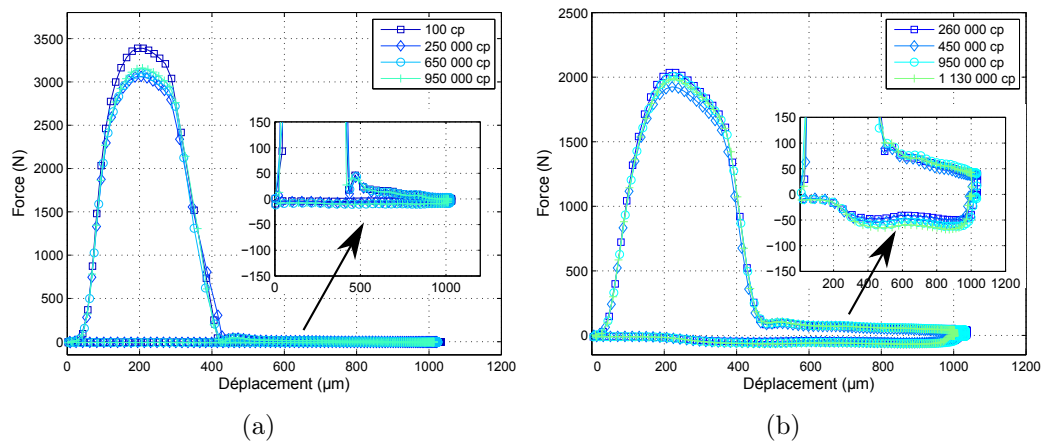 100 cp
250 000 cp
650 000 cp
950 000 cp
3500
3000
2500
2000
1500
1000
500
0
Force (N)
0 200 400 600 800 1000 1200
Déplacement (µm)
150
100
50
0
−50
−100
−150
0 500 1000
(a)
260 000 cp
450 000 cp
950 000 cp
1 130 000 cp
2500
2000
1500
1000
500
0
Force (N)
0 200 400 600 800 1000 1200
Déplacement (µm)
150
100
50
0
−50
−100
−150
200 400 600 800 1000 1200
(b)